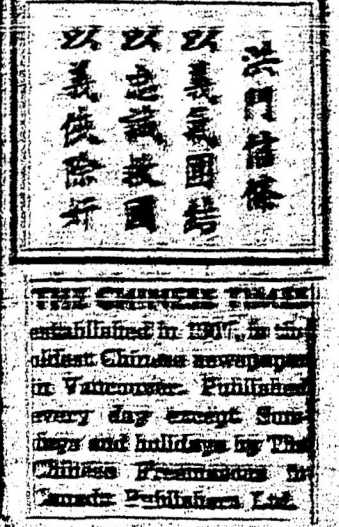 洪門信條
以義氣團結
以忠誠救國
以義俠除奸
THE CHINESE TIMES
established in 1907, is the
oldest Chinese newspaper
in Vancouver. Published
every day except Sun-
days and holidays by The
Chinese Freemasons in
Canada Publishers Ltd.